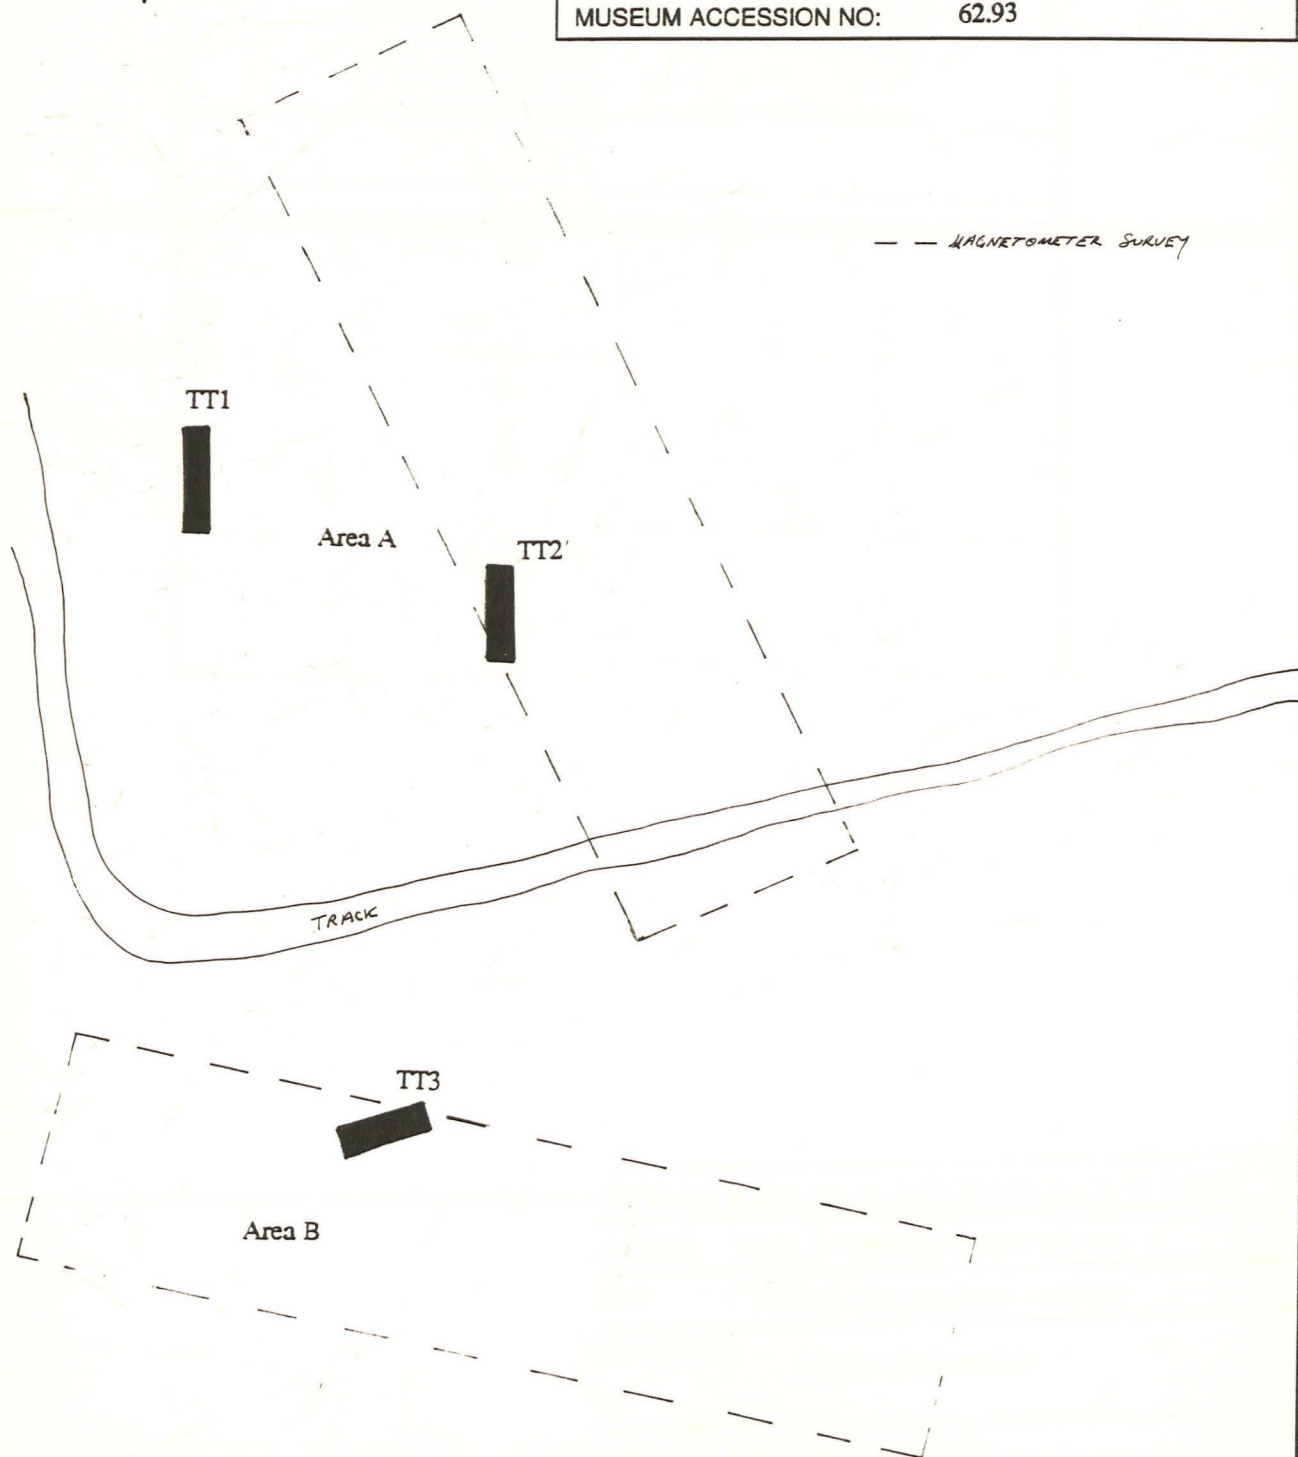 MUSEUM ACCESSION NO: 62.93
— — MAGNETOMETER SURVEY
TT1
Area A
TT2
TRACK
TT3
Area B